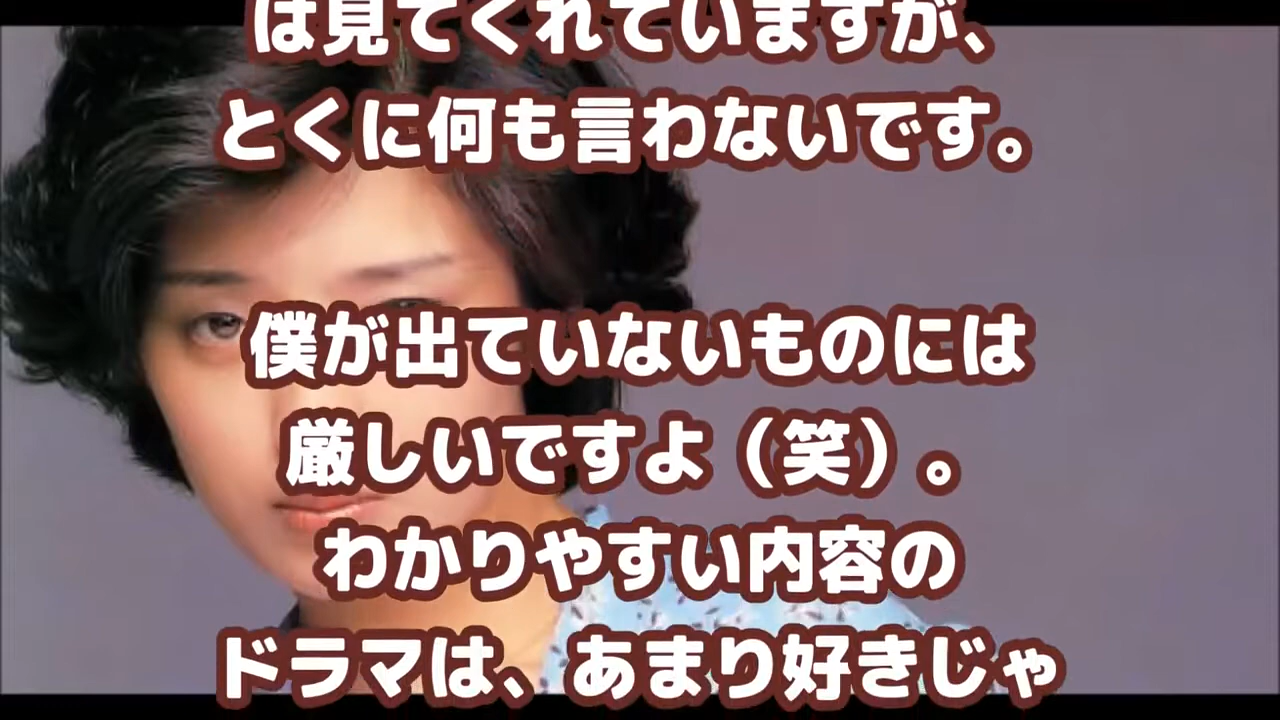 は見てくれていますが、
とくに何も言わないです。
僕が出ていないものには
厳しいですよ（笑）。
わかりやすい内容の
ドラマは、あまり好きじゃ